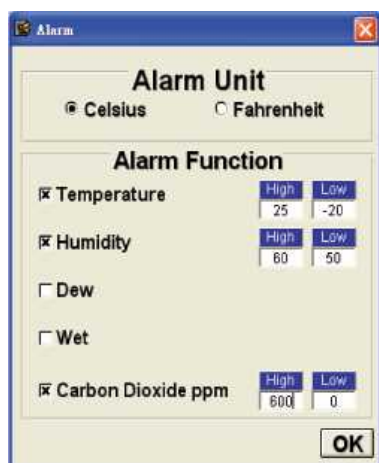 Alarm
Alarm Unit
Celsius Fahrenheit
Alarm Function
Temperature High Low
25 -20
Humidity High Low
60 50
Dew
Wet
Carbon Dioxide ppm High Low
600 0
OK